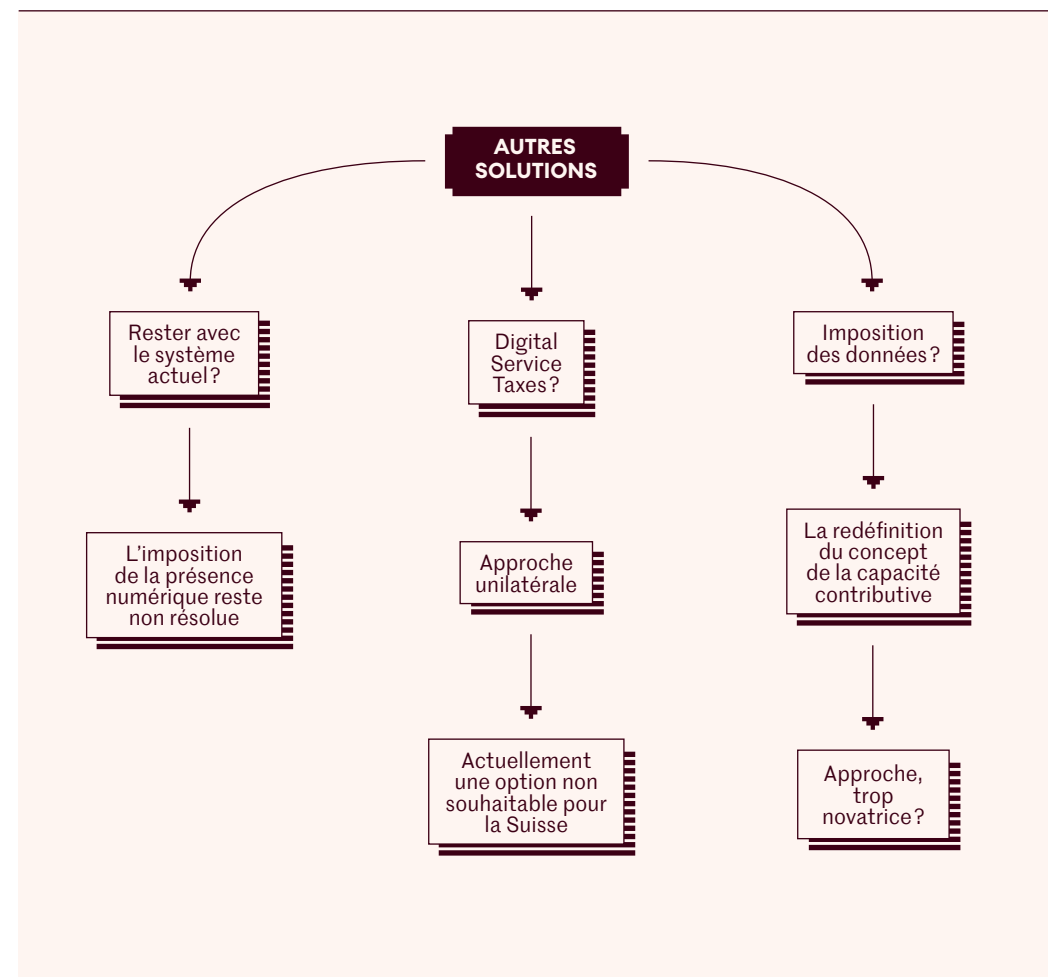 AUTRES
SOLUTIONS
Rester avec
le système
actuel ?
L'imposition
de la présence
numérique reste
non résolue
Digital
Service
Taxes ?
Approche
unilatérale
Actuellement
une option non
souhaitable pour
la Suisse
Imposition
des données ?
La redéfinition
du concept
de la capacité
contributive
Approche,
trop
novatrice ?